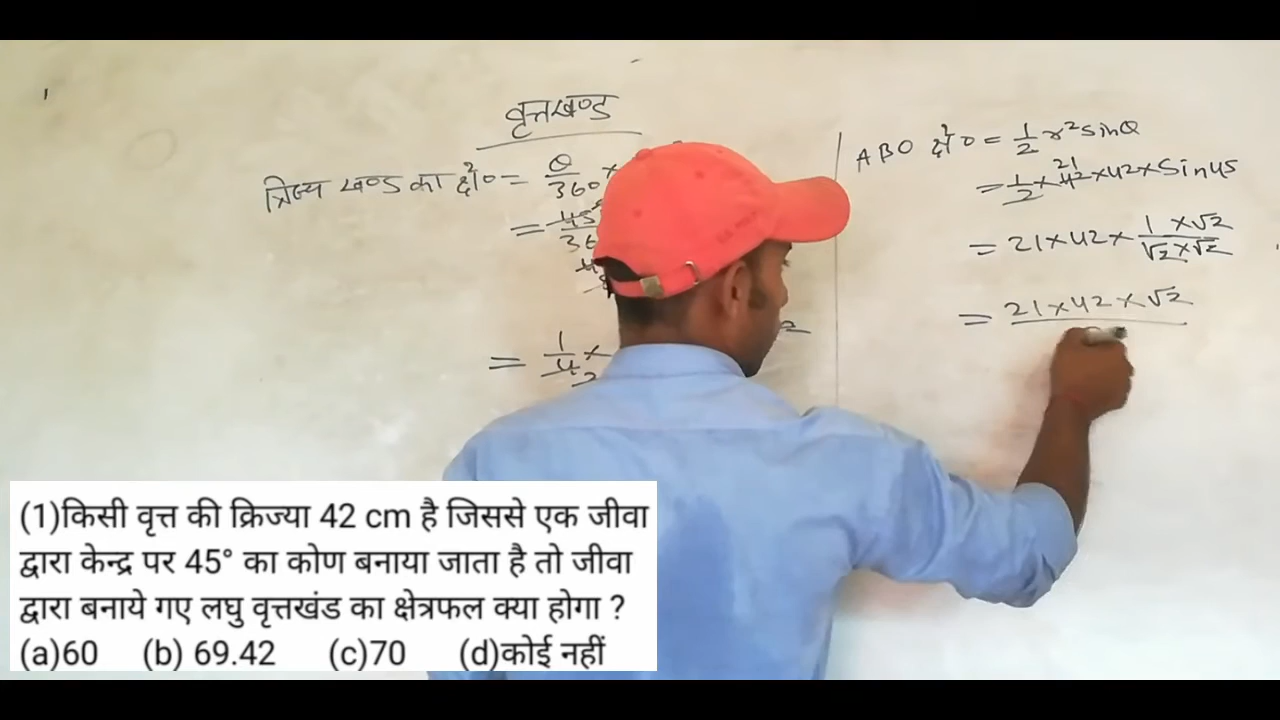 वृत्तखण्ड
त्रिज्य खण्ड का क्षे० = θ/360 ×
= 45°/36
= 1/4 ×
2
ABO क्षे० = 1/2 r² sinθ
= 1/2 × 42 21 × 42 × Sin45
= 21 × 42 × 1 × √2/√2 × √2
= 21 × 42 × √2
(1)किसी वृत्त की क्रिज्या 42 cm है जिससे एक जीवा
द्वारा केन्द्र पर 45° का कोण बनाया जाता है तो जीवा
द्वारा बनाये गए लघु वृत्तखंड का क्षेत्रफल क्या होगा ?
(a)60 (b) 69.42 (c)70 (d)कोई नहीं